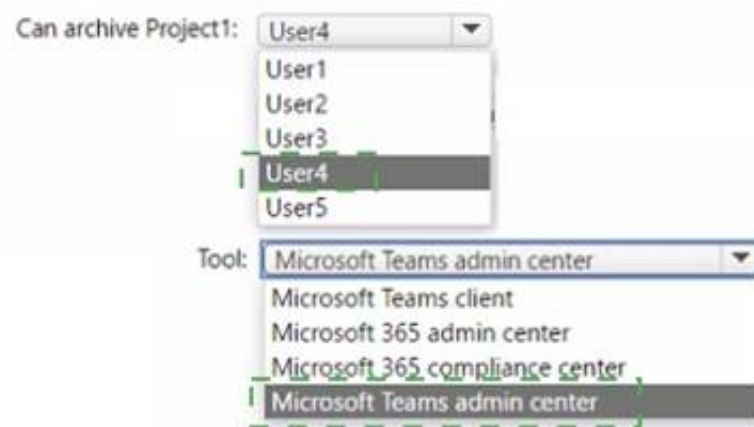 Can archive Project1: User4
User1
User2
User3
User4
User5
Tool: Microsoft Teams admin center
Microsoft Teams client
Microsoft 365 admin center
Microsoft 365 compliance center
Microsoft Teams admin center